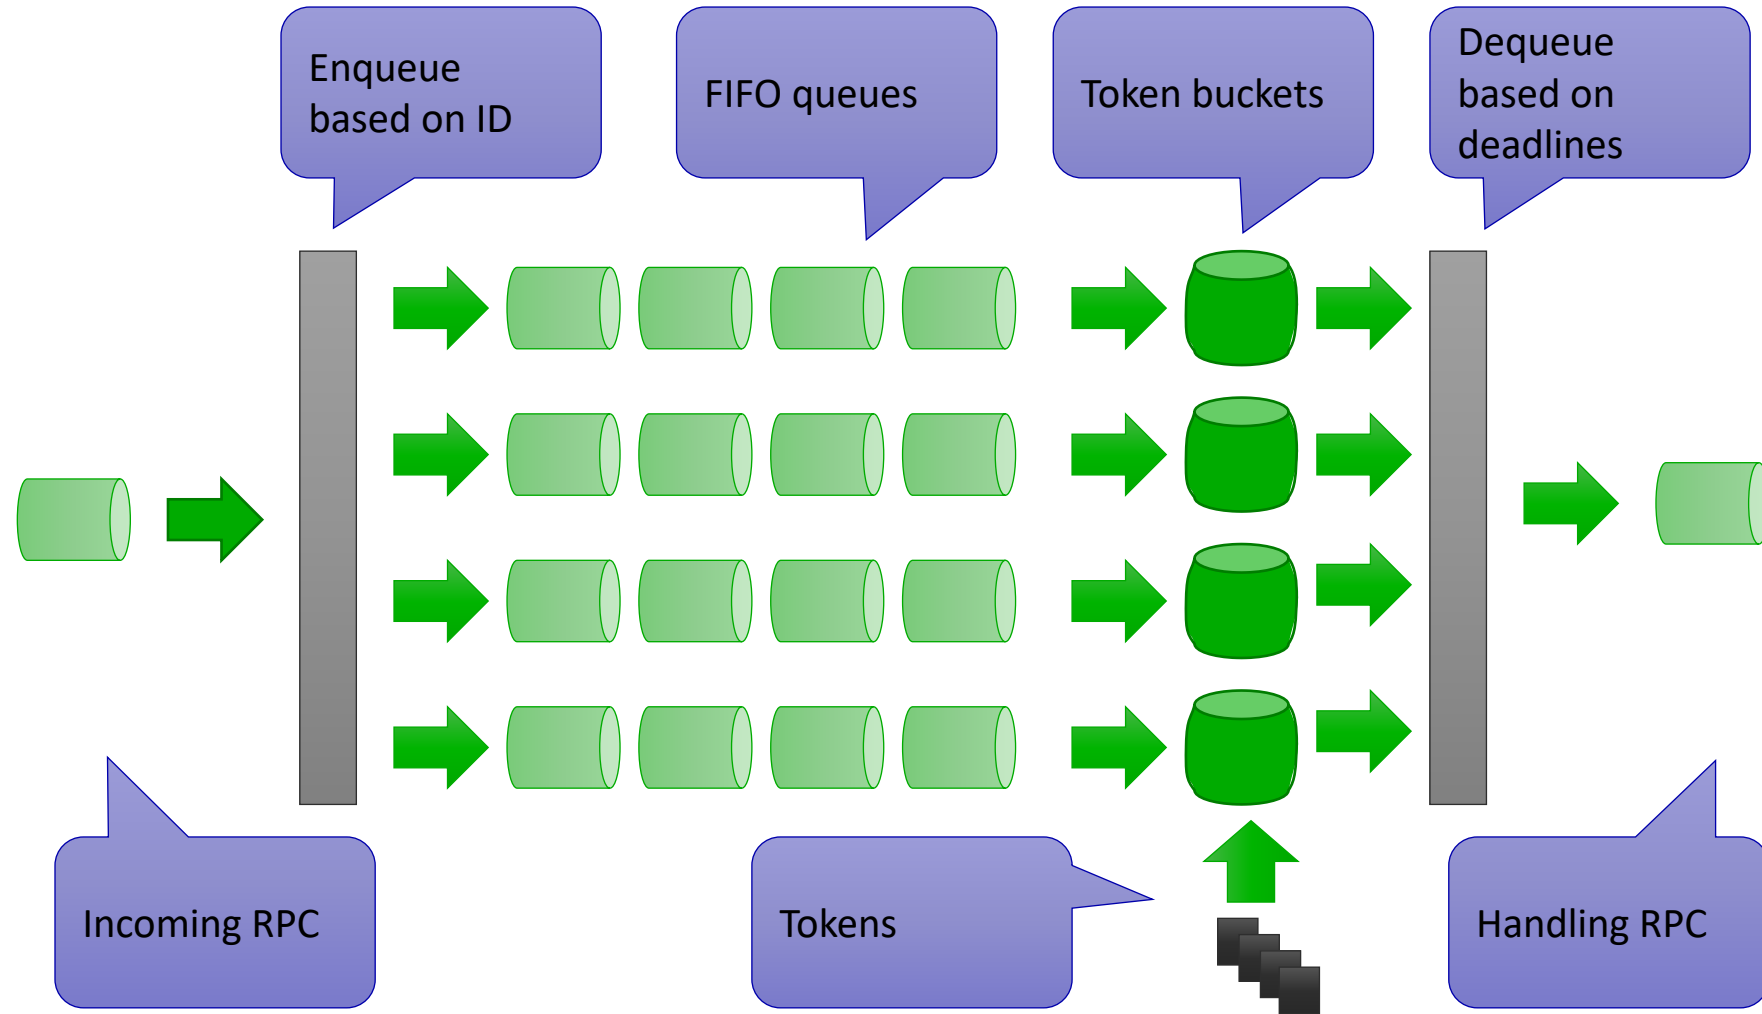 Enqueue
based on ID
FIFO queues
Token buckets
Dequeue
based on
deadlines
Incoming RPC
Tokens
Handling RPC